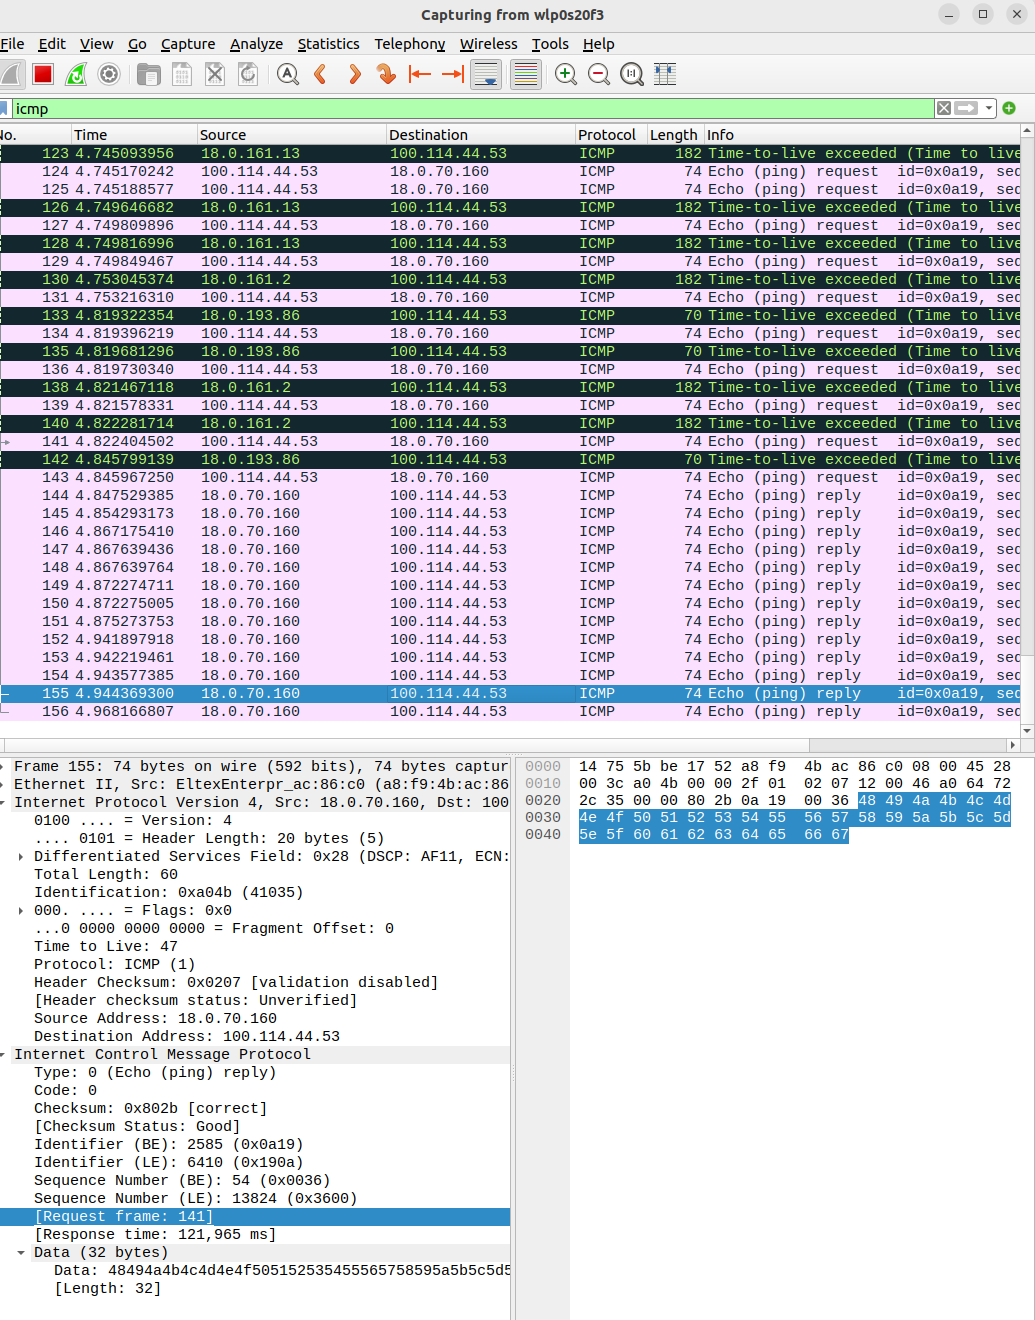 Capturing from wlp0s20f3
File Edit View Go Capture Analyze Statistics Telephony Wireless Tools Help
icmp
No. Time Source Destination Protocol Length Info
123 4.745093956 18.0.161.13 100.114.44.53 ICMP 182 Time-to-live exceeded (Time to live
124 4.745170242 100.114.44.53 18.0.70.160 ICMP 74 Echo (ping) request id=0x0a19, seq
125 4.745188577 100.114.44.53 18.0.70.160 ICMP 74 Echo (ping) request id=0x0a19, seq
126 4.749646682 18.0.161.13 100.114.44.53 ICMP 182 Time-to-live exceeded (Time to live
127 4.749809896 100.114.44.53 18.0.70.160 ICMP 74 Echo (ping) request id=0x0a19, seq
128 4.749816996 18.0.161.13 100.114.44.53 ICMP 182 Time-to-live exceeded (Time to live
129 4.749849467 100.114.44.53 18.0.70.160 ICMP 74 Echo (ping) request id=0x0a19, seq
130 4.753045374 18.0.161.2 100.114.44.53 ICMP 182 Time-to-live exceeded (Time to live
131 4.753216310 100.114.44.53 18.0.70.160 ICMP 74 Echo (ping) request id=0x0a19, seq
133 4.819322354 18.0.193.86 100.114.44.53 ICMP 70 Time-to-live exceeded (Time to live
134 4.819396219 100.114.44.53 18.0.70.160 ICMP 74 Echo (ping) request id=0x0a19, seq
135 4.819681296 18.0.193.86 100.114.44.53 ICMP 70 Time-to-live exceeded (Time to live
136 4.819730340 100.114.44.53 18.0.70.160 ICMP 74 Echo (ping) request id=0x0a19, seq
138 4.821467118 18.0.161.2 100.114.44.53 ICMP 182 Time-to-live exceeded (Time to live
139 4.821578331 100.114.44.53 18.0.70.160 ICMP 74 Echo (ping) request id=0x0a19, seq
140 4.822281714 18.0.161.2 100.114.44.53 ICMP 182 Time-to-live exceeded (Time to live
141 4.822404502 100.114.44.53 18.0.70.160 ICMP 74 Echo (ping) request id=0x0a19, seq
142 4.845799139 18.0.193.86 100.114.44.53 ICMP 70 Time-to-live exceeded (Time to live
143 4.845967250 100.114.44.53 18.0.70.160 ICMP 74 Echo (ping) request id=0x0a19, seq
144 4.847529385 18.0.70.160 100.114.44.53 ICMP 74 Echo (ping) reply id=0x0a19, seq
145 4.854293173 18.0.70.160 100.114.44.53 ICMP 74 Echo (ping) reply id=0x0a19, seq
146 4.867175410 18.0.70.160 100.114.44.53 ICMP 74 Echo (ping) reply id=0x0a19, seq
147 4.867639436 18.0.70.160 100.114.44.53 ICMP 74 Echo (ping) reply id=0x0a19, seq
148 4.867639764 18.0.70.160 100.114.44.53 ICMP 74 Echo (ping) reply id=0x0a19, seq
149 4.872274711 18.0.70.160 100.114.44.53 ICMP 74 Echo (ping) reply id=0x0a19, seq
150 4.872275005 18.0.70.160 100.114.44.53 ICMP 74 Echo (ping) reply id=0x0a19, seq
151 4.875273753 18.0.70.160 100.114.44.53 ICMP 74 Echo (ping) reply id=0x0a19, seq
152 4.941897918 18.0.70.160 100.114.44.53 ICMP 74 Echo (ping) reply id=0x0a19, seq
153 4.942219461 18.0.70.160 100.114.44.53 ICMP 74 Echo (ping) reply id=0x0a19, seq
154 4.943577385 18.0.70.160 100.114.44.53 ICMP 74 Echo (ping) reply id=0x0a19, seq
155 4.944369300 18.0.70.160 100.114.44.53 ICMP 74 Echo (ping) reply id=0x0a19, seq
156 4.968166807 18.0.70.160 100.114.44.53 ICMP 74 Echo (ping) reply id=0x0a19, seq
Frame 155: 74 bytes on wire (592 bits), 74 bytes captur
Ethernet II, Src: EltexEnterpr_ac:86:c0 (a8:f9:4b:ac:86
Internet Protocol Version 4, Src: 18.0.70.160, Dst: 100
0100 .... = Version: 4
.... 0101 = Header Length: 20 bytes (5)
Differentiated Services Field: 0x28 (DSCP: AF11, ECN:
Total Length: 60
Identification: 0xa04b (41035)
000. .... = Flags: 0x0
...0 0000 0000 0000 = Fragment Offset: 0
Time to Live: 47
Protocol: ICMP (1)
Header Checksum: 0x0207 [validation disabled]
[Header checksum status: Unverified]
Source Address: 18.0.70.160
Destination Address: 100.114.44.53
Internet Control Message Protocol
Type: 0 (Echo (ping) reply)
Code: 0
Checksum: 0x802b [correct]
[Checksum Status: Good]
Identifier (BE): 2585 (0x0a19)
Identifier (LE): 6410 (0x190a)
Sequence Number (BE): 54 (0x0036)
Sequence Number (LE): 13824 (0x3600)
[Request frame: 141]
[Response time: 121,965 ms]
Data (32 bytes)
Data: 48494a4b4c4d4e4f505152535455565758595a5b5c5d5
[Length: 32]
0000 14 75 5b be 17 52 a8 f9 4b ac 86 c0 08 00 45 28
0010 00 3c a0 4b 00 00 2f 01 02 07 12 00 46 a0 64 72
0020 2c 35 00 00 80 2b 0a 19 00 36 48 49 4a 4b 4c 4d
0030 4e 4f 50 51 52 53 54 55 56 57 58 59 5a 5b 5c 5d
0040 5e 5f 60 61 62 63 64 65 66 67